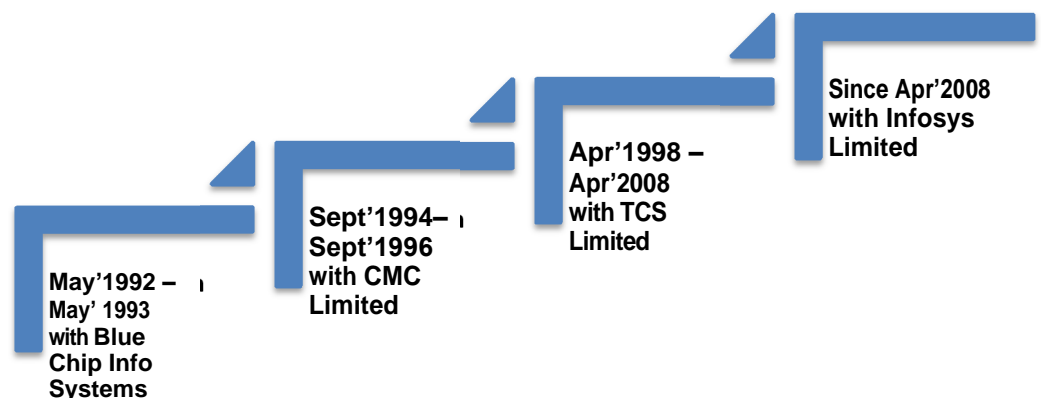 May’1992 –
May’ 1993
with Blue
Chip Info
Systems
Sept’1994–
Sept’1996
with CMC
Limited
Apr’1998 –
Apr’2008
with TCS
Limited
Since Apr’2008
with Infosys
Limited